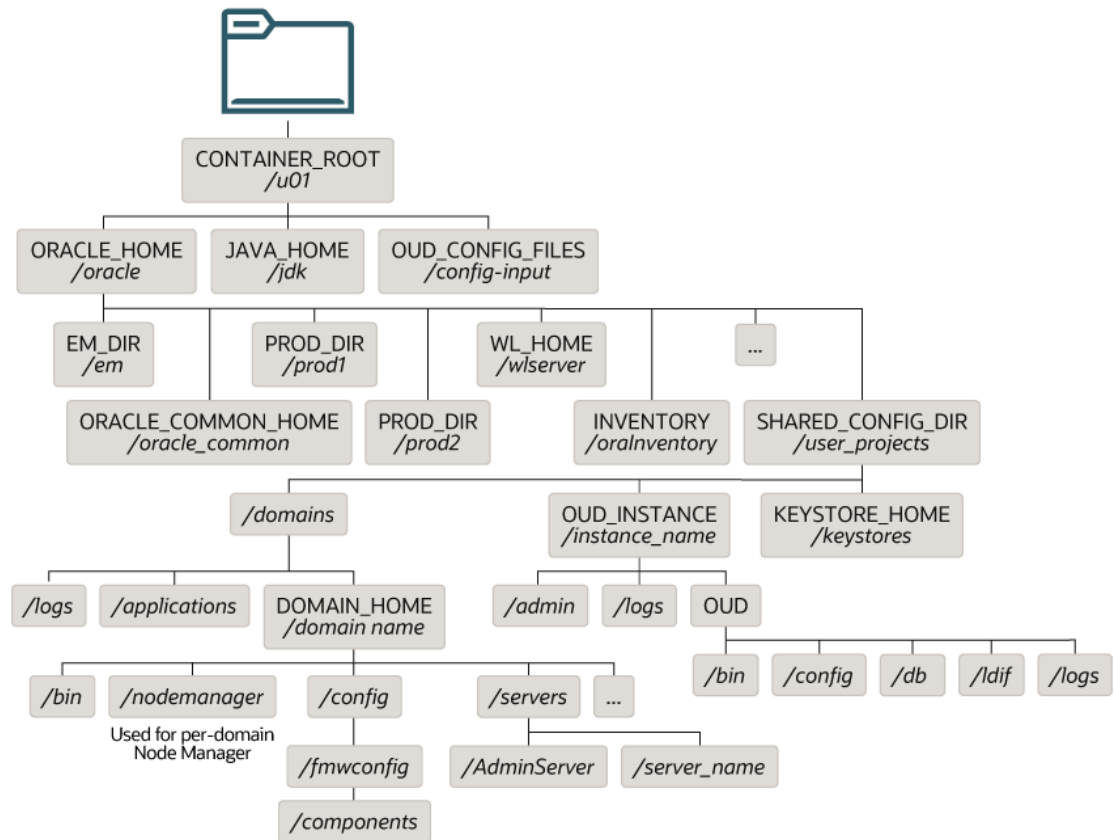 CONTAINER_ROOT
/u01
ORACLE_HOME
/oracle
JAVA_HOME
/jdk
OUD_CONFIG_FILES
/config-input
EM_DIR
/em
PROD_DIR
/prod1
WL_HOME
/wlserver
...
ORACLE_COMMON_HOME
/oracle_common
PROD_DIR
/prod2
INVENTORY
/oraInventory
SHARED_CONFIG_DIR
/user_projects
/domains
OUD_INSTANCE
/instance_name
KEYSTORE_HOME
/keystores
/logs
/applications
DOMAIN_HOME
/domain name
/admin
/logs
OUD
/bin
/nodemanager
Used for per-domain
Node Manager
/config
/servers
...
/bin
/config
/db
/ldif
/logs
/fmwconfig
/AdminServer
/server_name
/components